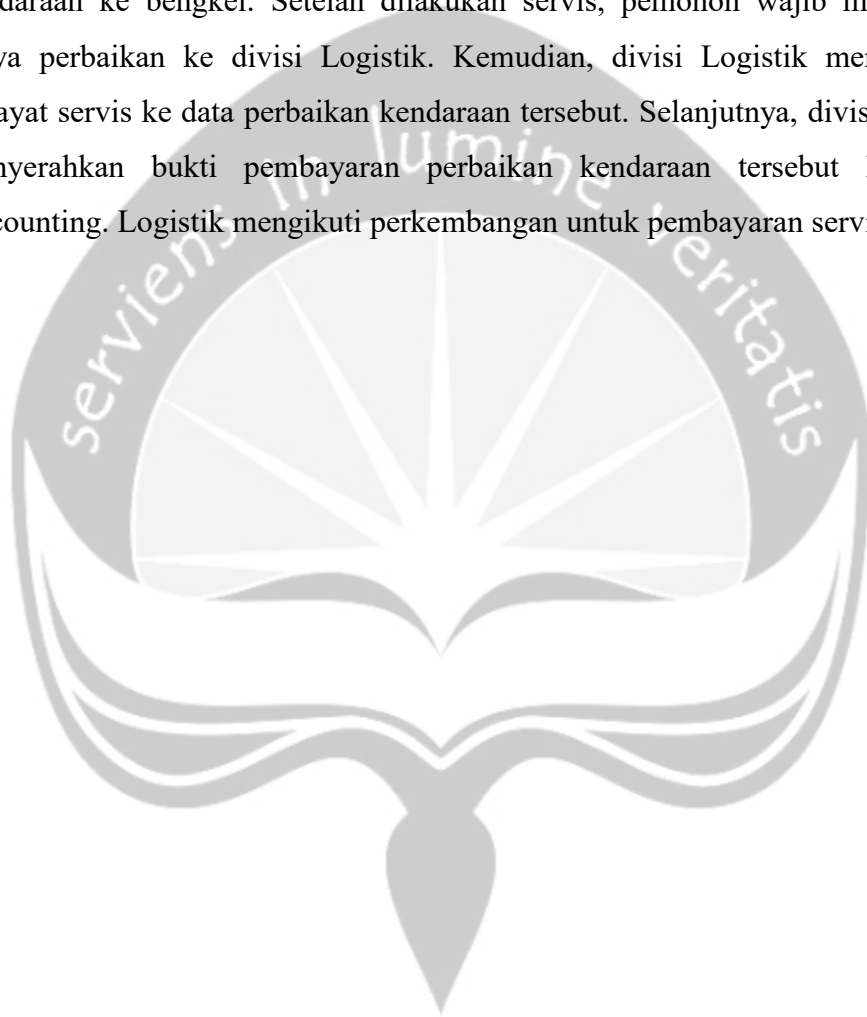 daraan ke bengkel. Setelah dilakukan servis, pemohon wajib
ya perbaikan ke divisi Logistik. Kemudian, divisi Logistik
ayat servis ke data perbaikan kendaraan tersebut. Selanjutnya, divis
nyerahkan bukti pembayaran perbaikan kendaraan tersebut
counting. Logistik mengikuti perkembangan untuk pembayaran servi
serviens in lumine veritatis